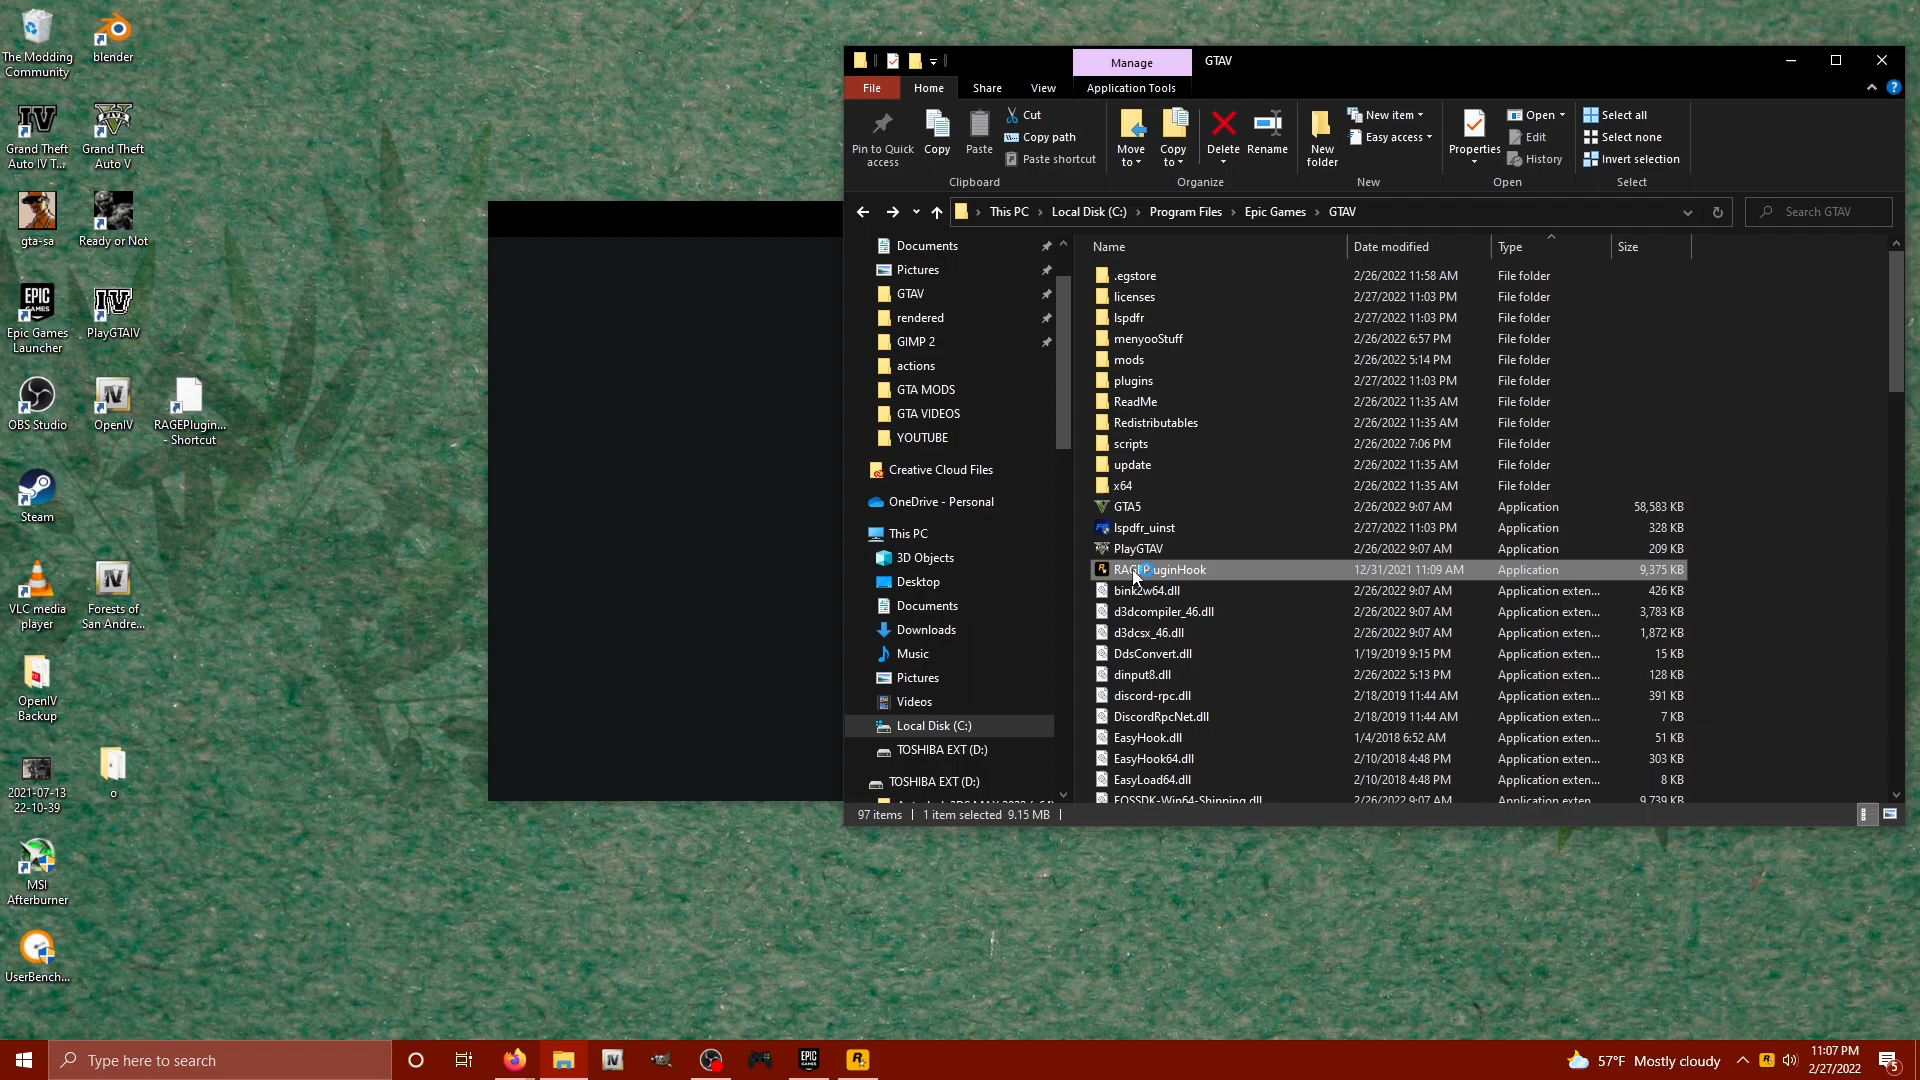 The Modding
Community
blender
Grand Theft
Auto IV T...
Grand Theft
Auto V
gta-sa
Ready or Not
Epic Games
Launcher
PlayGTAIV
OBS Studio
OpenIV
RAGEPlugin...
- Shortcut
Steam
VLC media
player
Forests of
San Andre...
OpenIV
Backup
2021-07-13
22-10-39
o
MSI
Afterburner
UserBench...
Manage
GTAV
File
Home
Share
View
Application Tools
Pin to Quick
access
Copy
Paste
Cut
Copy path
Paste shortcut
Clipboard
Move
to
Copy
to
Delete
Rename
Organize
New
folder
New item
Easy access
New
Properties
Open
Edit
History
Open
Select all
Select none
Invert selection
Select
This PC > Local Disk (C:) > Program Files > Epic Games > GTAV
Search GTAV
Documents
Pictures
GTAV
rendered
GIMP 2
actions
GTA MODS
GTA VIDEOS
YOUTUBE
Creative Cloud Files
OneDrive - Personal
This PC
3D Objects
Desktop
Documents
Downloads
Music
Pictures
Videos
Local Disk (C:)
TOSHIBA EXT (D:)
TOSHIBA EXT (D:)
Name Date modified Type Size
.egstore 2/26/2022 11:58 AM File folder
licenses 2/27/2022 11:03 PM File folder
lspdfr 2/27/2022 11:03 PM File folder
menyooStuff 2/26/2022 6:57 PM File folder
mods 2/26/2022 5:14 PM File folder
plugins 2/27/2022 11:03 PM File folder
ReadMe 2/26/2022 11:35 AM File folder
Redistributables 2/26/2022 11:35 AM File folder
scripts 2/26/2022 7:06 PM File folder
update 2/26/2022 11:35 AM File folder
x64 2/26/2022 11:35 AM File folder
GTA5 2/26/2022 9:07 AM Application 58,583 KB
lspdfr_uinst 2/27/2022 11:03 PM Application 328 KB
PlayGTAV 2/26/2022 9:07 AM Application 209 KB
RAGEPluginHook 12/31/2021 11:09 AM Application 9,375 KB
bink2w64.dll 2/26/2022 9:07 AM Application exten... 426 KB
d3dcompiler_46.dll 2/26/2022 9:07 AM Application exten... 3,783 KB
d3dcsx_46.dll 2/26/2022 9:07 AM Application exten... 1,872 KB
DdsConvert.dll 1/19/2019 9:15 PM Application exten... 15 KB
dinput8.dll 2/26/2022 5:13 PM Application exten... 128 KB
discord-rpc.dll 2/18/2019 11:44 AM Application exten... 391 KB
DiscordRpcNet.dll 2/18/2019 11:44 AM Application exten... 7 KB
EasyHook.dll 1/4/2018 6:52 AM Application exten... 51 KB
EasyHook64.dll 2/10/2018 4:48 PM Application exten... 303 KB
EasyLoad64.dll 2/10/2018 4:48 PM Application exten... 8 KB
EOSSDK-Win64-Shipping.dll 2/26/2022 9:07 AM Application exten... 9,739 KB
97 items 1 item selected 9.15 MB
Type here to search
57°F Mostly cloudy
11:07 PM
2/27/2022
5